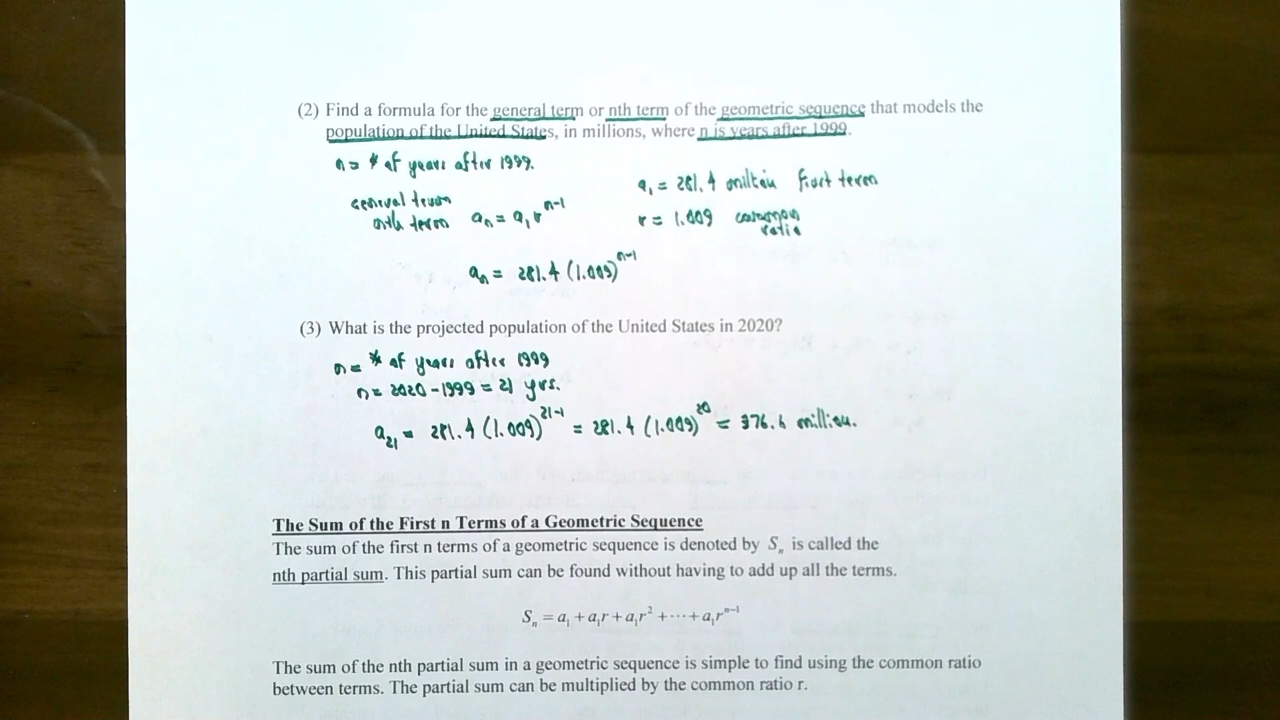 (2) Find a formula for the general term or nth term of the geometric sequence that models the
population of the United States, in millions, where n is years after 1999.
n = # of years after 1999.
a₁ = 281.4 million first term
general term
nth term aₙ = a₁rⁿ⁻¹
r = 1.009 common
ratio
aₙ = 281.4 (1.009)ⁿ⁻¹
(3) What is the projected population of the United States in 2020?
n = # of years after 1999
n = 2020 - 1999 = 21 yrs.
a₂₁ = 281.4 (1.009)²¹⁻¹ = 281.4 (1.009)²⁰ = 376.6 million.
The Sum of the First n Terms of a Geometric Sequence
The sum of the first n terms of a geometric sequence is denoted by Sₙ is called the
nth partial sum. This partial sum can be found without having to add up all the terms.
Sₙ = a₁ + a₁r + a₁r² + ⋯ + a₁rⁿ⁻¹
The sum of the nth partial sum in a geometric sequence is simple to find using the common ratio
between terms. The partial sum can be multiplied by the common ratio r.